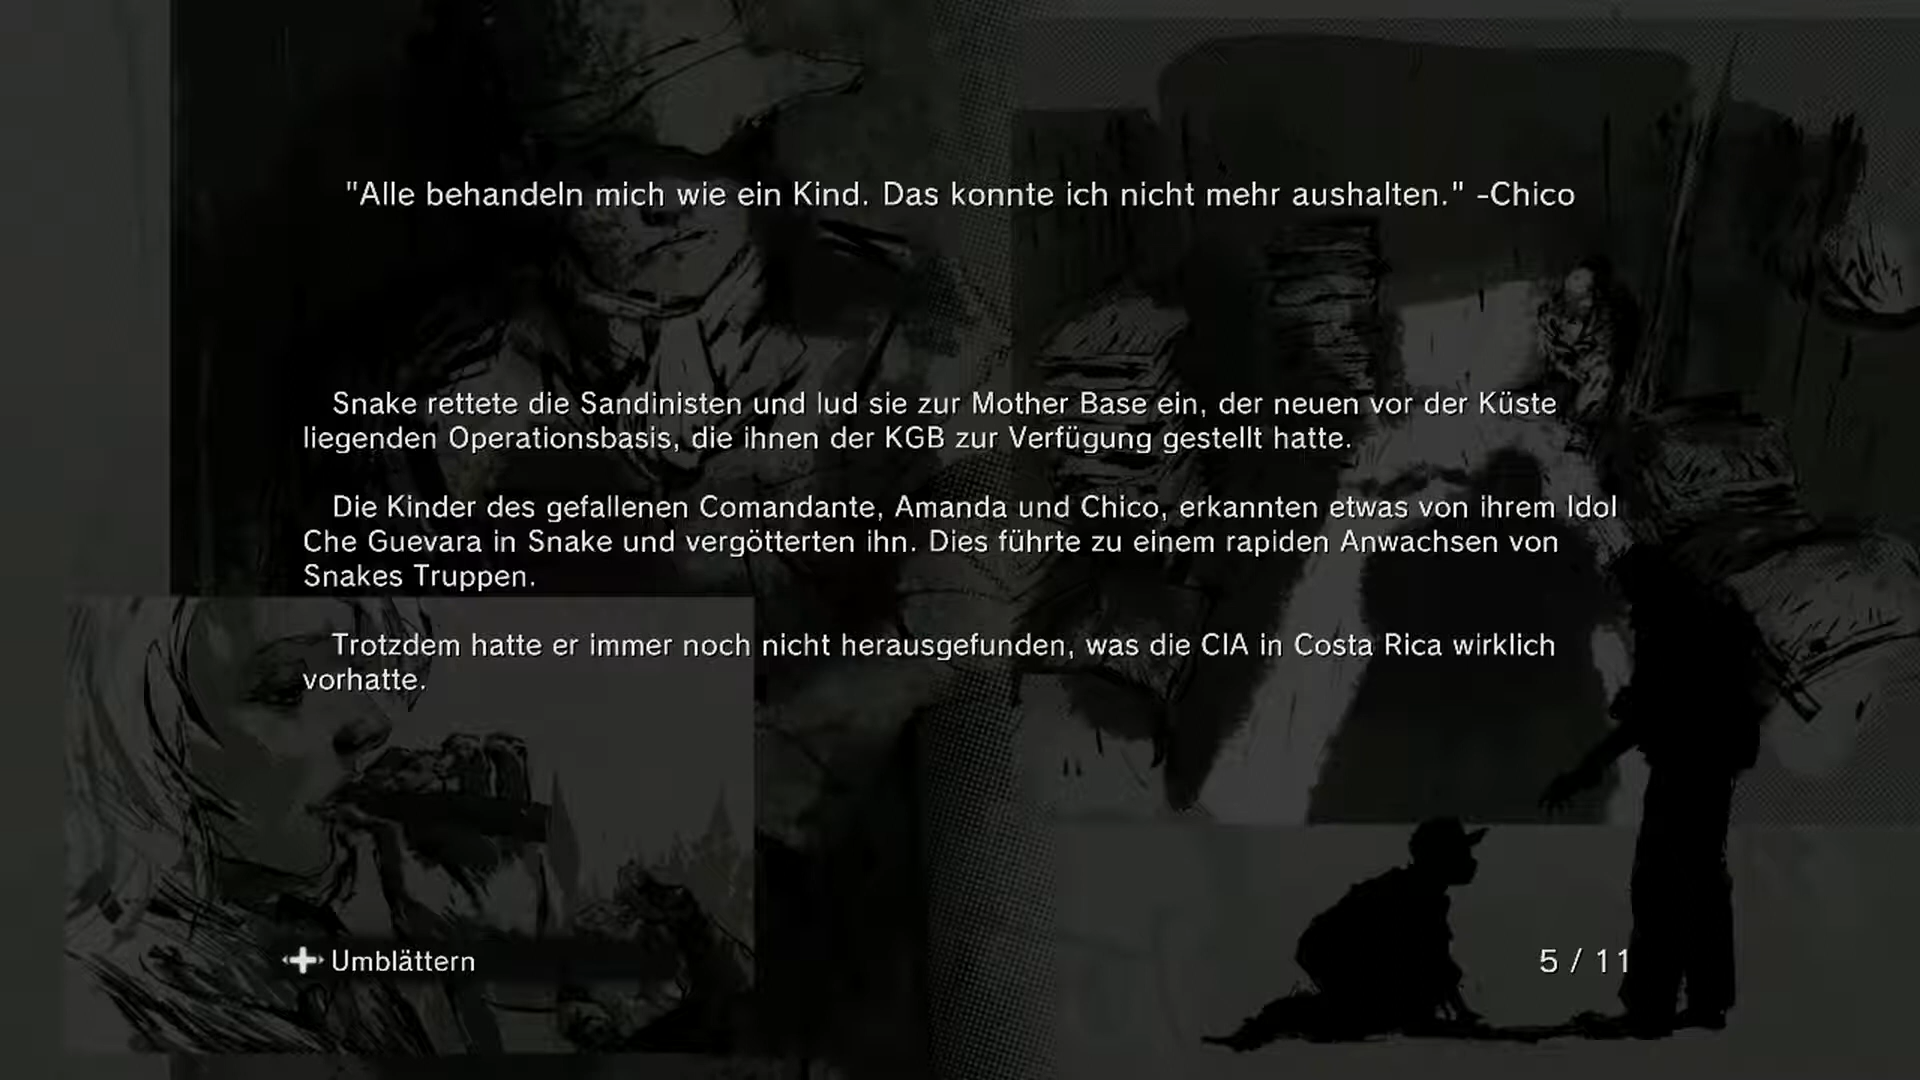 "Alle behandeln mich wie ein Kind. Das konnte ich nicht mehr aushalten." -Chico
Snake rettete die Sandinisten und lud sie zur Mother Base ein, der neuen vor der Küste
liegenden Operationsbasis, die ihnen der KGB zur Verfügung gestellt hatte.
Die Kinder des gefallenen Comandante, Amanda und Chico, erkannten etwas von ihrem Idol
Che Guevara in Snake und vergötterten ihn. Dies führte zu einem rapiden Anwachsen von
Snakes Truppen.
Trotzdem hatte er immer noch nicht herausgefunden, was die CIA in Costa Rica wirklich
vorhatte.
Umblättern
5 / 11